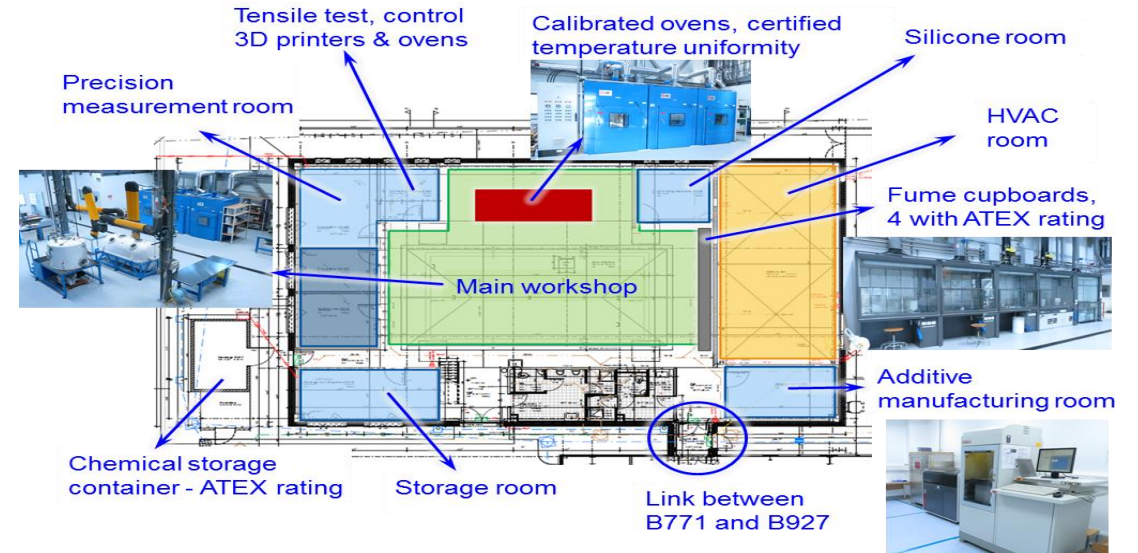 Tensile test, control
3D printers & ovens
Calibrated ovens, certified
temperature uniformity
Silicone room
Precision
measurement room
HVAC
room
Fume cupboards,
4 with ATEX rating
Main workshop
Additive
manufacturing room
Chemical storage
container - ATEX rating
Storage room
Link between
B771 and B927